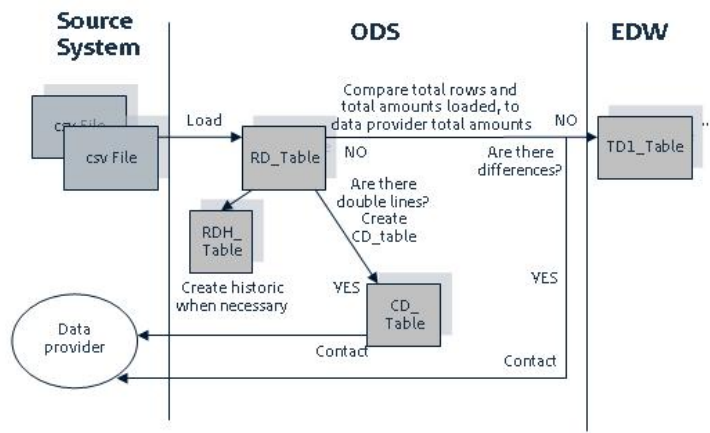 Source
System
ODS
EDW
csv File
csv File
Load
Compare total rows and
total amounts loaded, to
data provider total amounts
NO
TD1_Table
..
RD_Table
NO
Are there
differences?
Are there
double lines?
Create
CD_table
RDH_
Table
Create historic
when necessary
YES
YES
CD_
Table
Data
provider
Contact
Contact